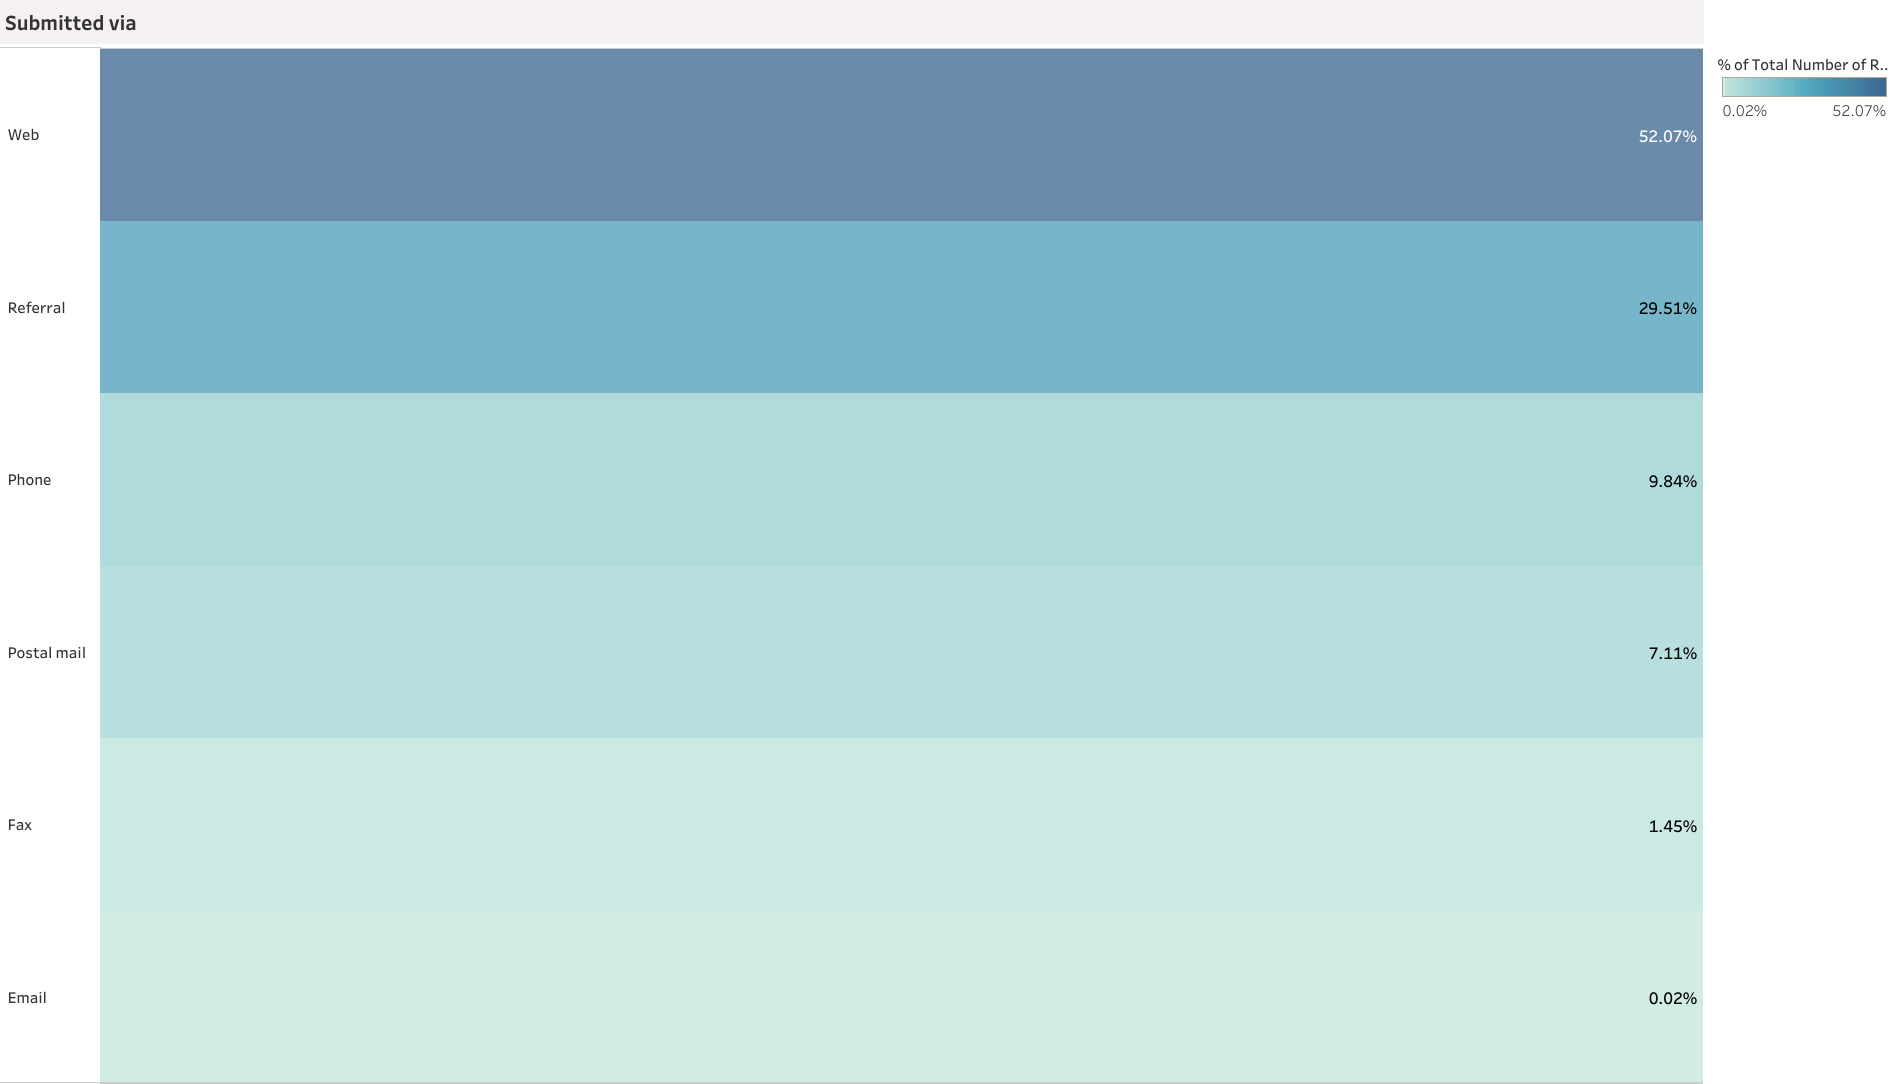 Submitted via
% of Total Number of R..
0.02% 52.07%
Web 52.07%
Referral 29.51%
Phone 9.84%
Postal mail 7.11%
Fax 1.45%
Email 0.02%